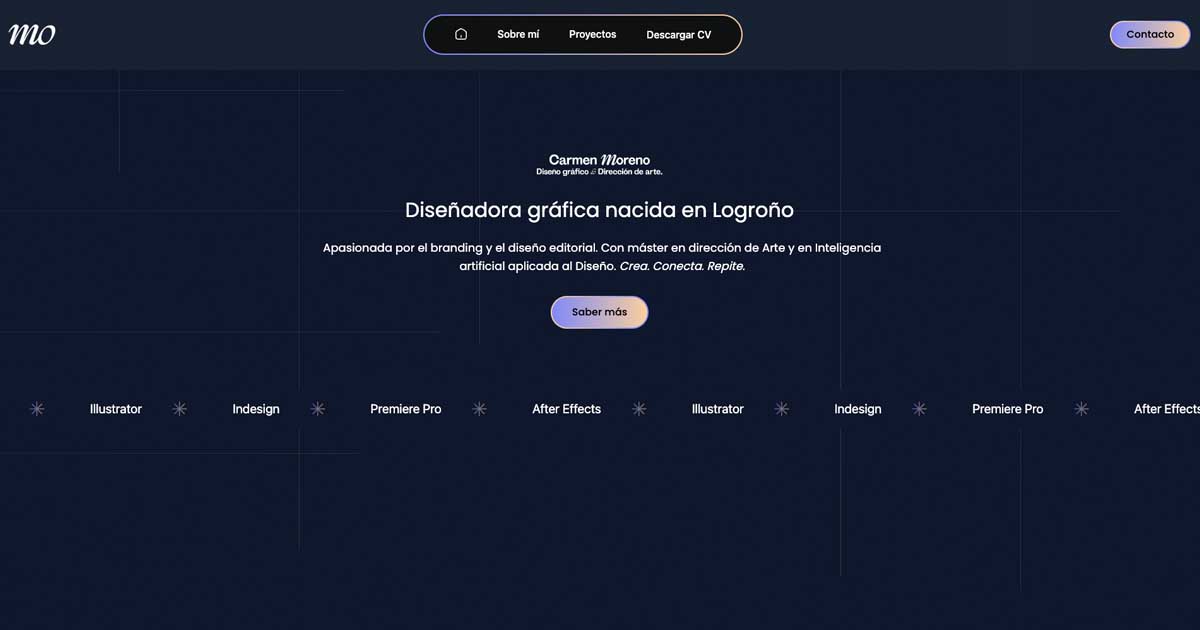 mo
Sobre mí
Proyectos
Descargar CV
Contacto
Carmen Moreno
Diseño gráfico & Dirección de arte.
Diseñadora gráfica nacida en Logroño
Apasionada por el branding y el diseño editorial. Con máster en dirección de Arte y en Inteligencia
artificial aplicada al Diseño. Crea. Conecta. Repite.
Saber más
Illustrator Indesign Premiere Pro After Effects Illustrator Indesign Premiere Pro After Effects